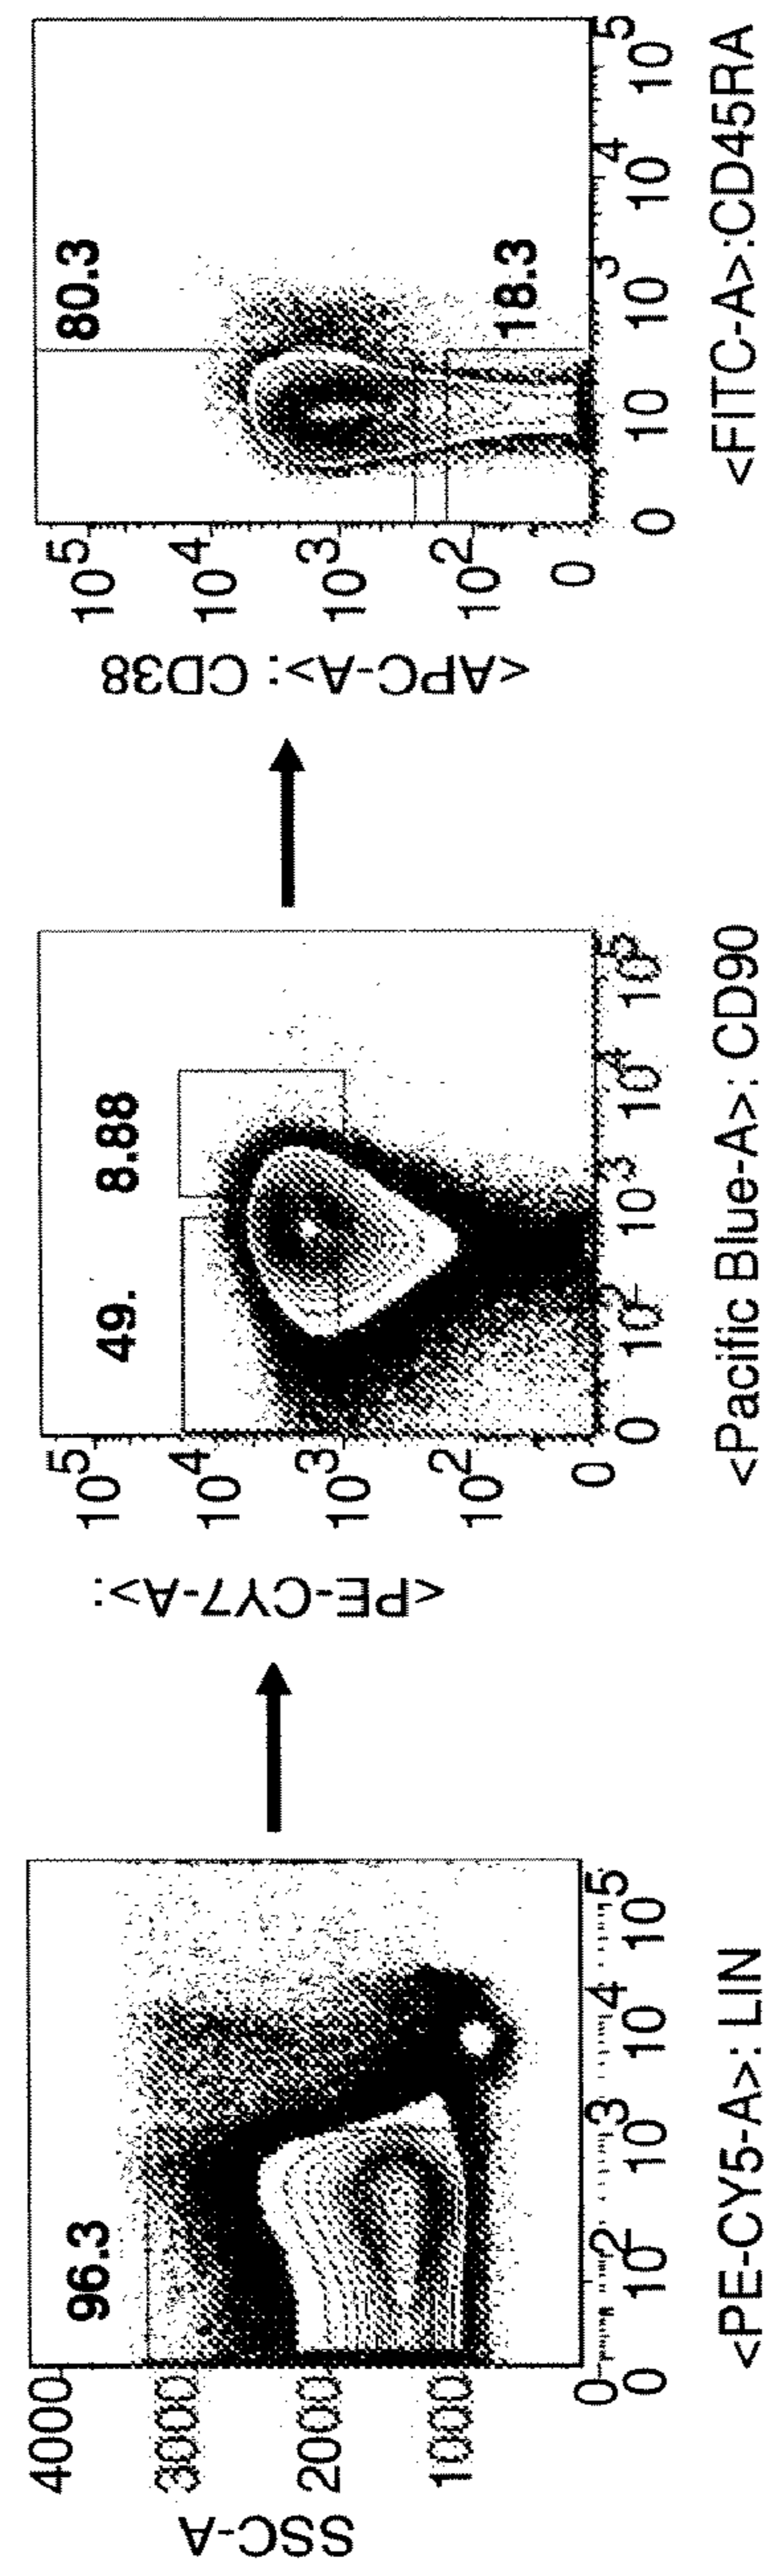 SSC-A
4000
3000
2000
1000
0
96.3
0 10 2 10 3 10 4 10 5
<PE-CY5-A>: LIN
<PE-CY7-A>:
10 5
10 4
10 3
10 2
0
49.
8.88
0 10 2 10 3 10 4 10 5
<Pacific Blue-A>: CD90
<APC-A>: CD38
10 5
10 4
10 3
10 2
0
80.3
18.3
0 10 10 3 10 4 10 5
<FITC-A>:CD45RA